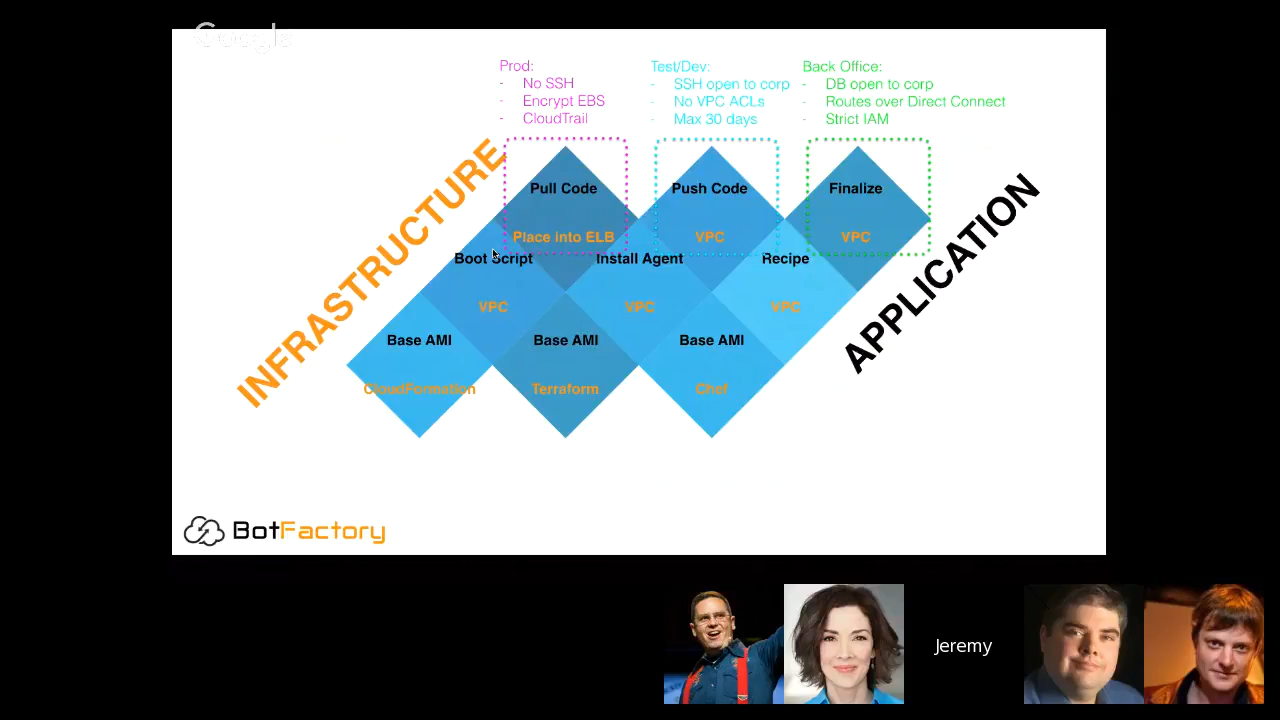 Google
Prod:
- No SSH
- Encrypt EBS
- CloudTrail
Test/Dev:
- SSH open to corp
- No VPC ACLs
- Max 30 days
Back Office:
- DB open to corp
- Routes over Direct Connect
- Strict IAM
INFRASTRUCTURE
Pull Code
Push Code
Finalize
APPLICATION
Place into ELB
VPC
VPC
Boot Script
Install Agent
Recipe
VPC
VPC
VPC
Base AMI
Base AMI
Base AMI
CloudFormation
Terraform
Chef
BotFactory
Jeremy